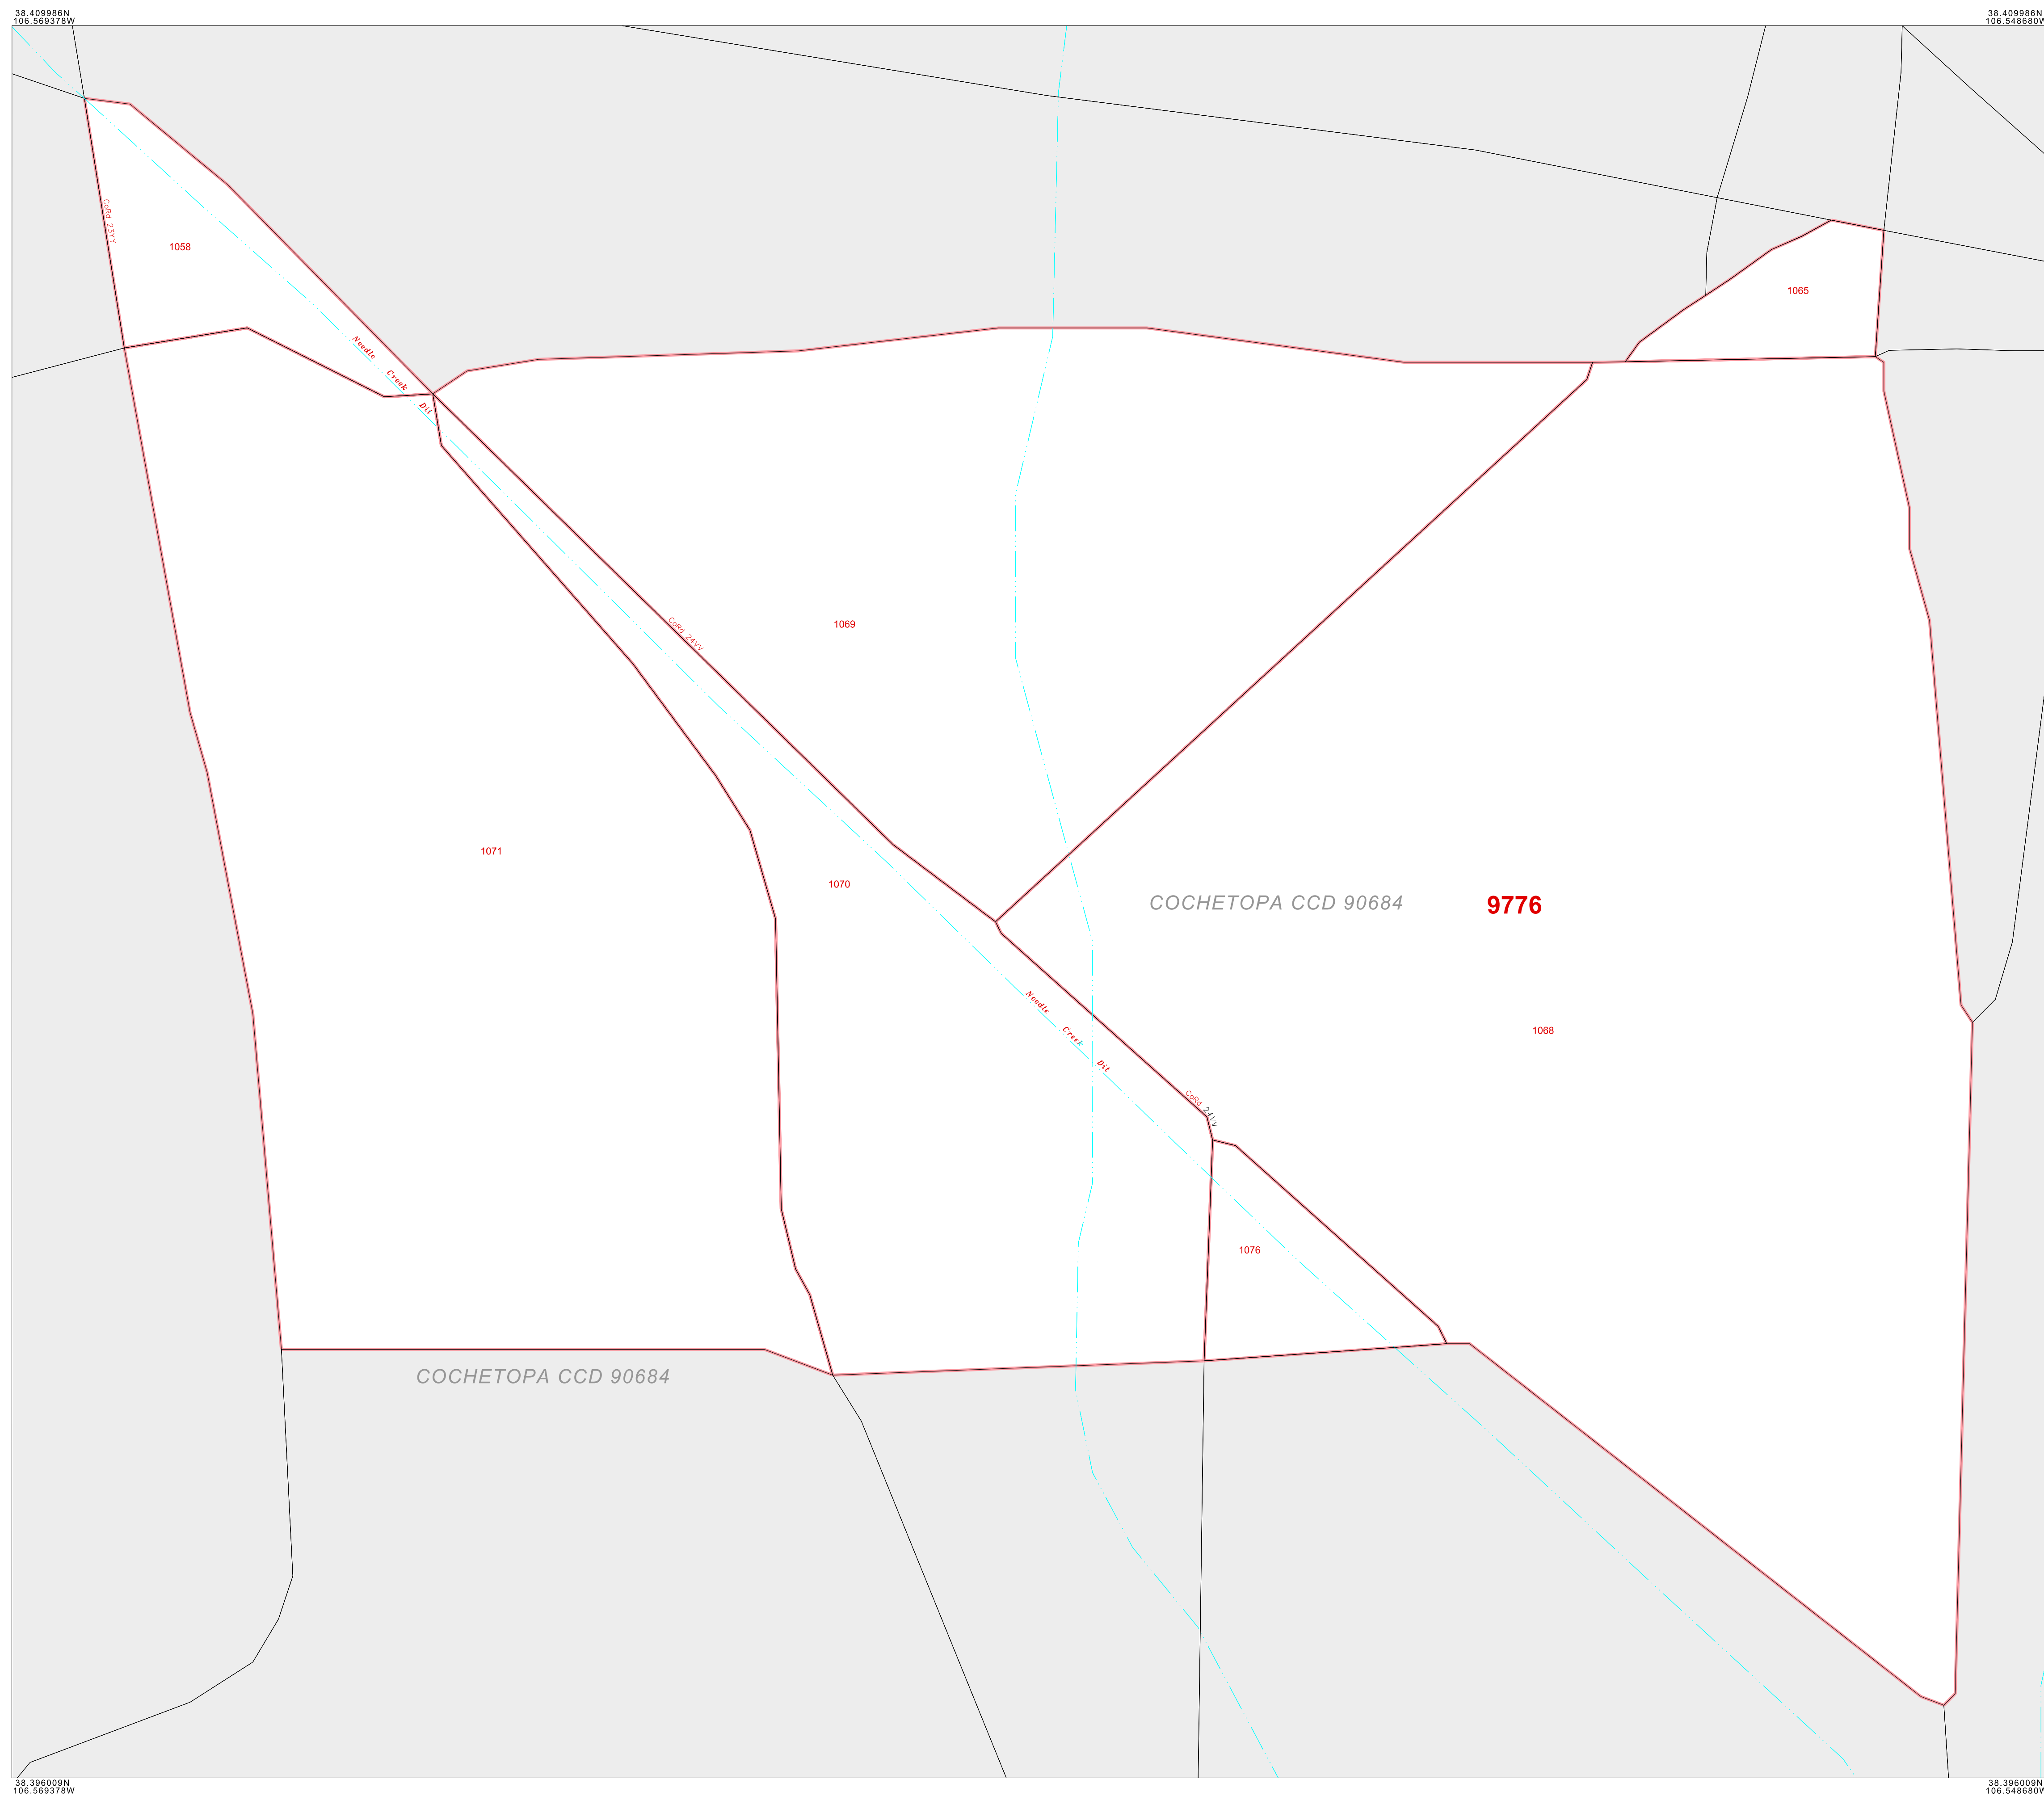 38.409986N
106.569378W
38.409986N
106.548680W
CoRd 23YY
1058
1065
Needle Creek Dit
1069
CoRd 24VV
1071
1070
COCHETOPA CCD 90684
9776
Needle Creek Dit
1068
CoRd 24VV
1076
COCHETOPA CCD 90684
38.396009N
106.569378W
38.396009N
106.548680W